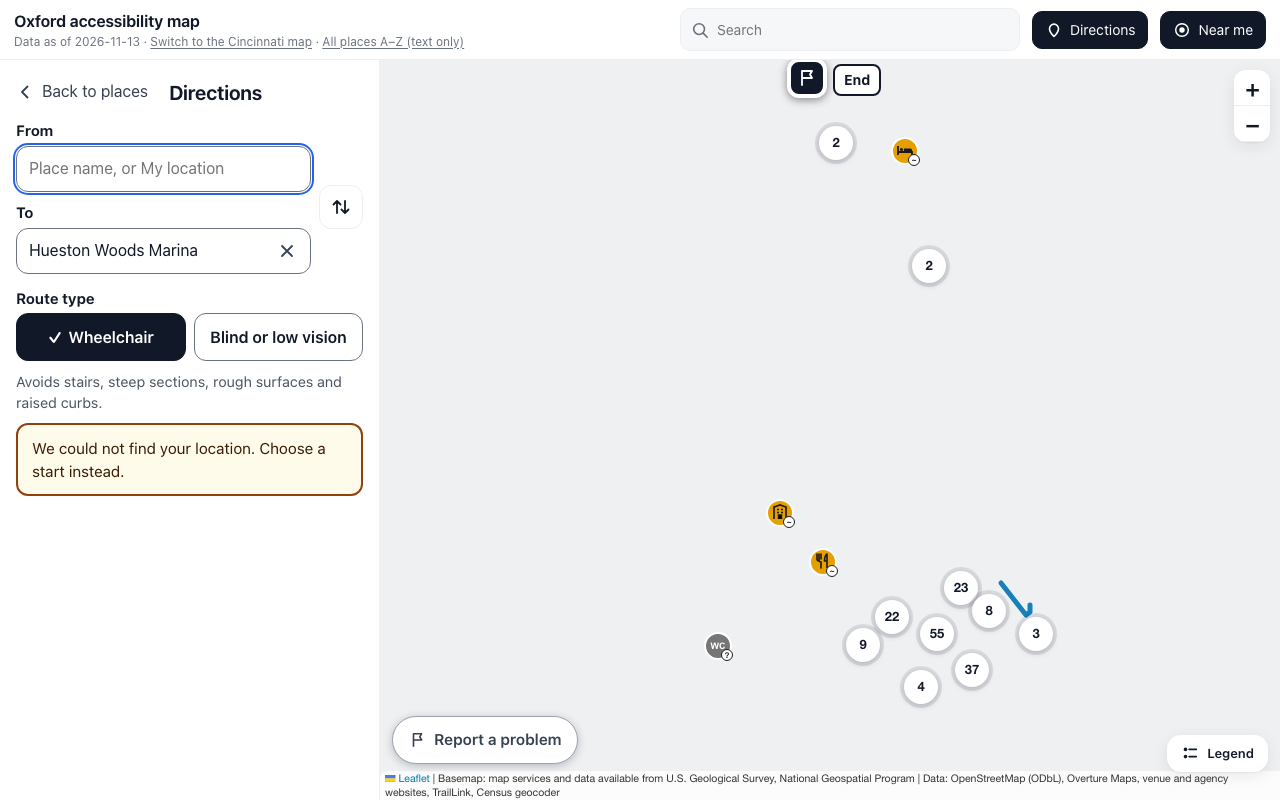 Oxford accessibility map
Data as of 2026-11-13 · Switch to the Cincinnati map · All places A–Z (text only)
Search
Directions
Near me
Back to places
Directions
From
Place name, or My location
To
Hueston Woods Marina
Route type
Wheelchair
Blind or low vision
Avoids stairs, steep sections, rough surfaces and
raised curbs.
We could not find your location. Choose a
start instead.
End
+
−
2
2
23
8
22
55
3
9
WC
?
37
4
Report a problem
Legend
Leaflet | Basemap: map services and data available from U.S. Geological Survey, National Geospatial Program | Data: OpenStreetMap (ODbL), Overture Maps, venue and agency
websites, TrailLink, Census geocoder